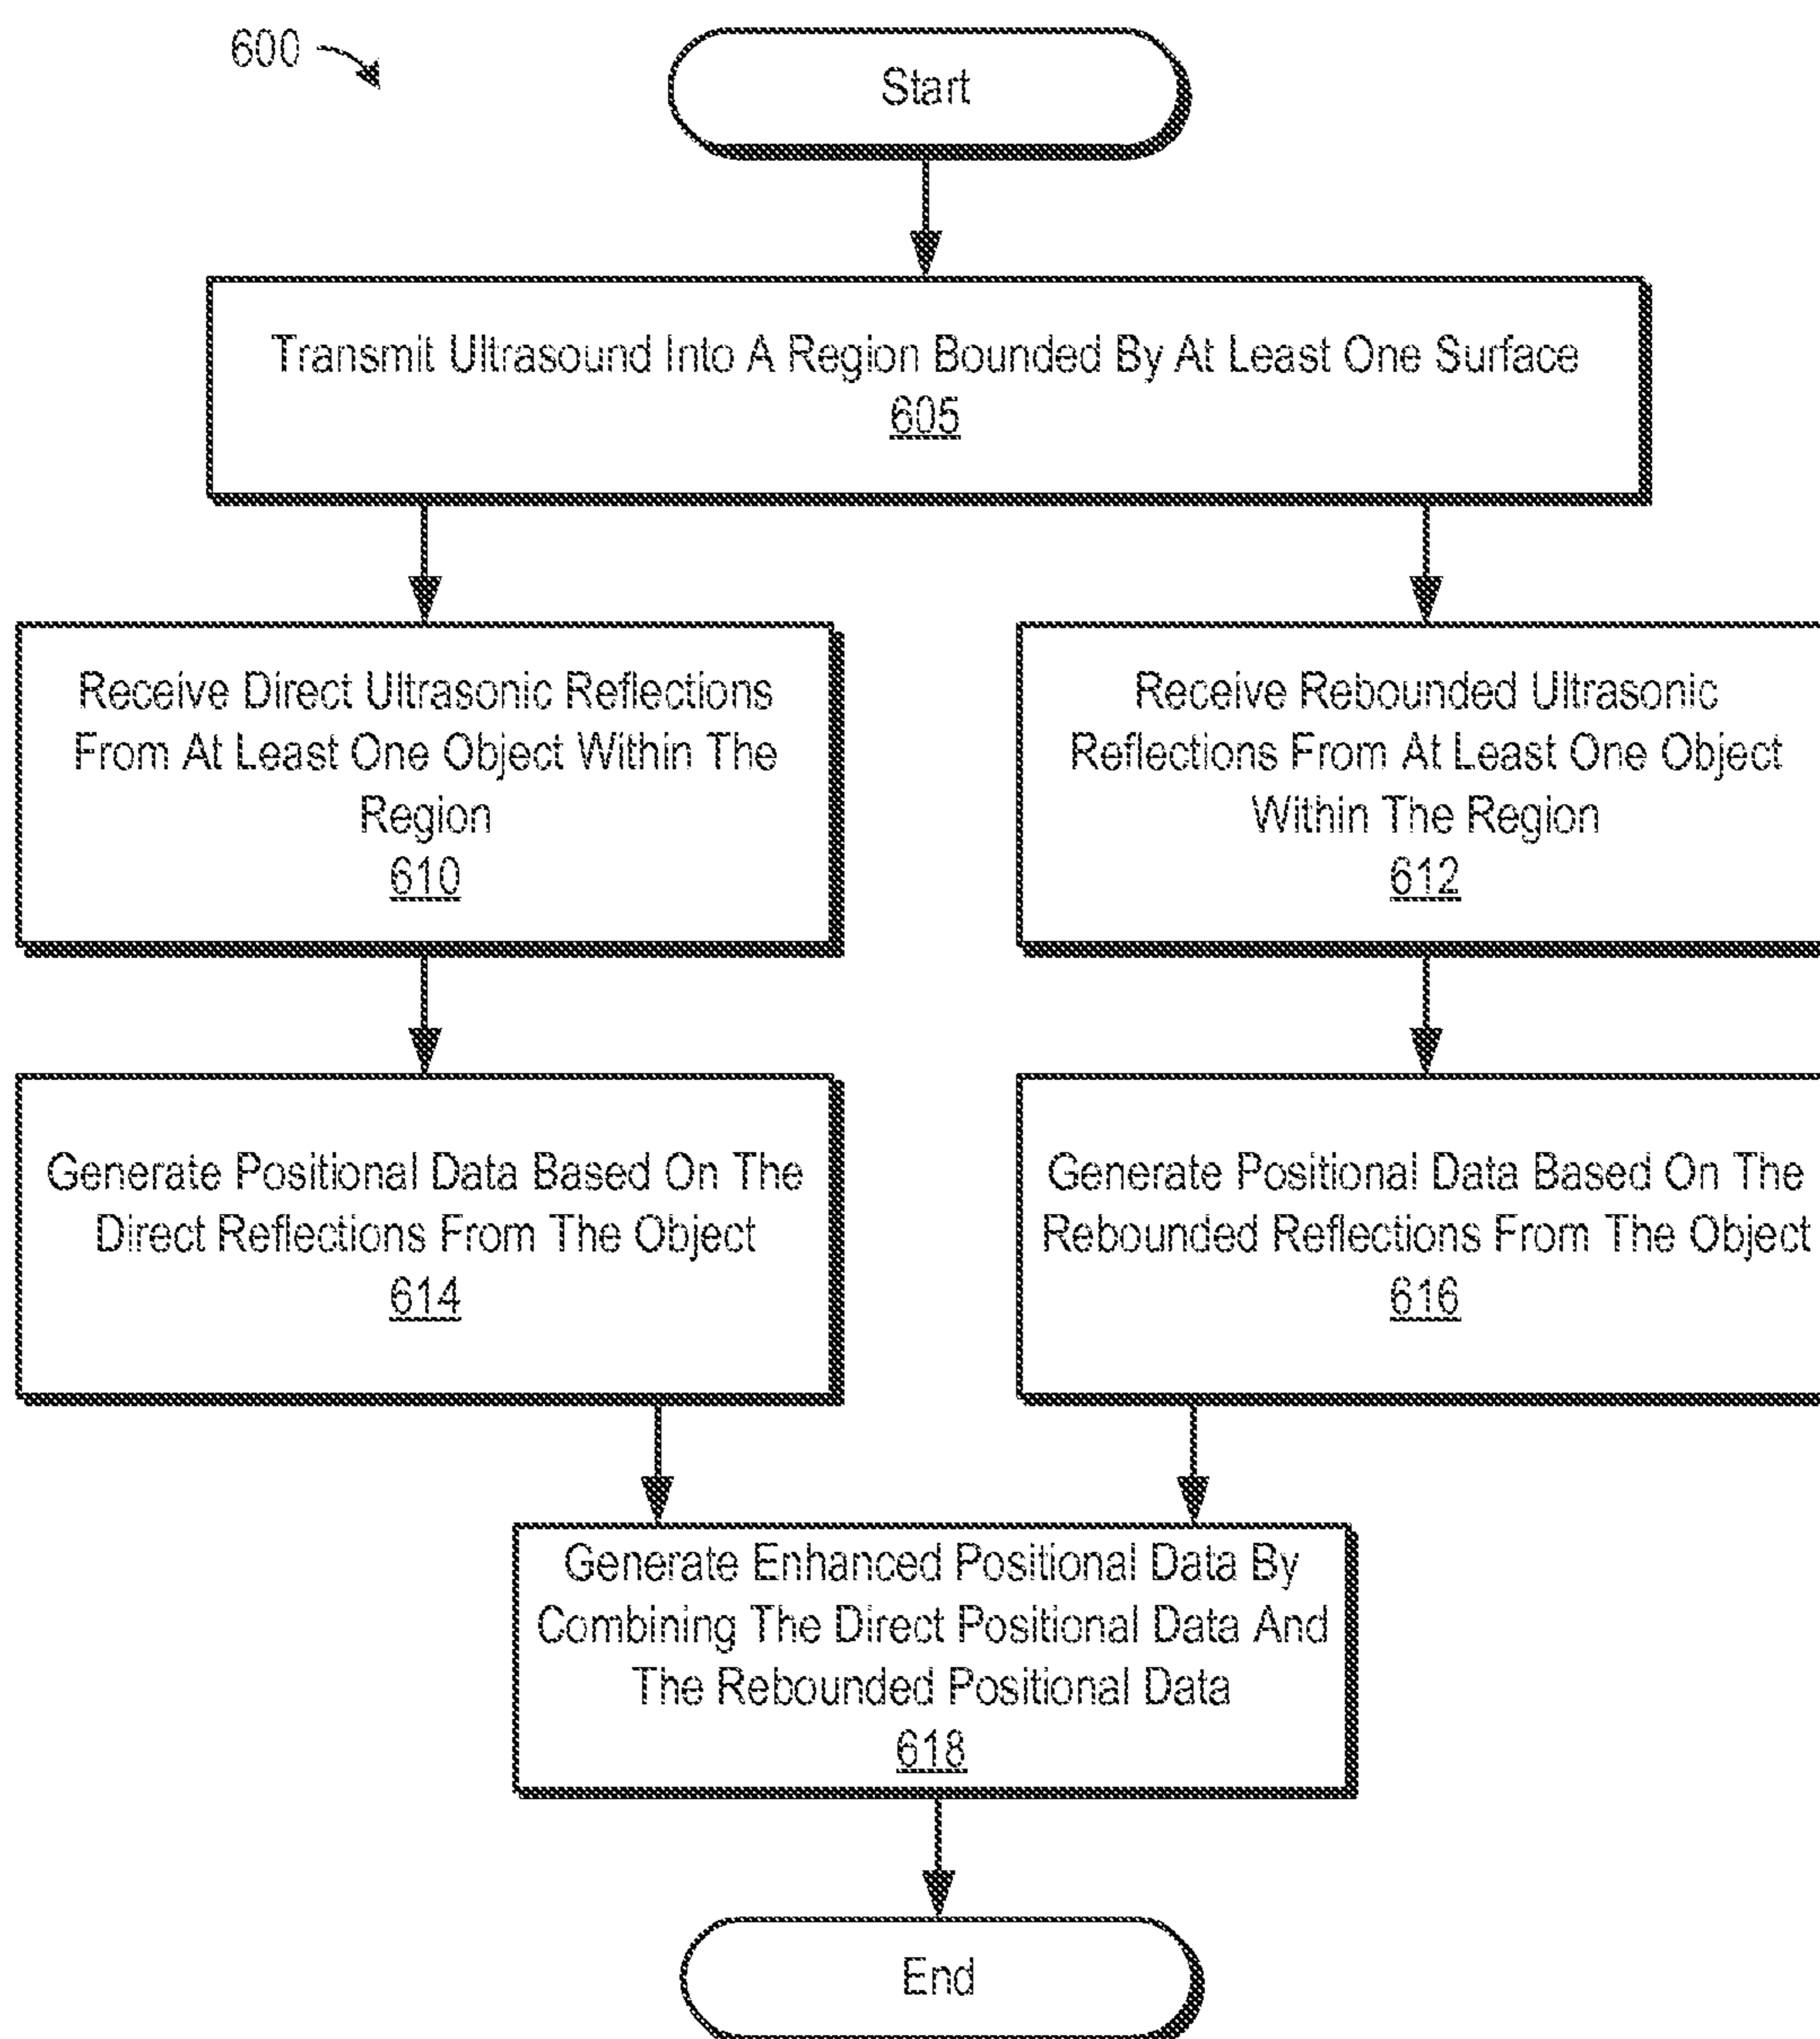 600
Start
Transmit Ultrasound Into A Region Bounded By At Least One Surface
605
Receive Direct Ultrasonic Reflections
From At Least One Object Within The
Region
610
Receive Rebounded Ultrasonic
Reflections From At Least One Object
Within The Region
612
Generate Positional Data Based On The
Direct Reflections From The Object
614
Generate Positional Data Based On The
Rebounded Reflections From The Object
616
Generate Enhanced Positional Data By
Combining The Direct Positional Data And
The Rebounded Positional Data
618
End